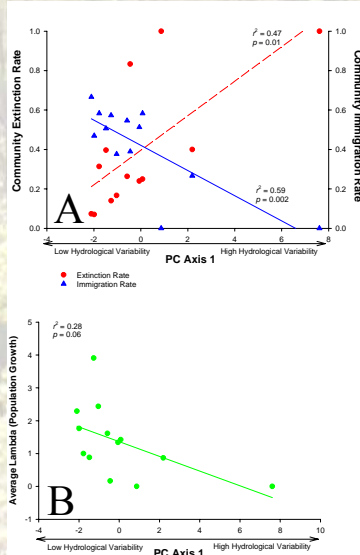 r² = 0.47
p = 0.01
Community Extinction Rate
Community Immigration Rate
1.0
0.8
0.6
0.4
0.2
0.0
1.0
0.8
0.6
0.4
0.2
0.0
r² = 0.59
p = 0.002
A
-4 -2 0 2 4 6 8
Low Hydrological Variability High Hydrological Variability
PC Axis 1
Extinction Rate
Immigration Rate
r² = 0.28
p = 0.06
Average Lambda (Population Growth)
5
4
3
2
1
0
-1
B
-4 -2 0 2 4 6 8 10
Low Hydrological Variability High Hydrological Variability
PC Axis 1